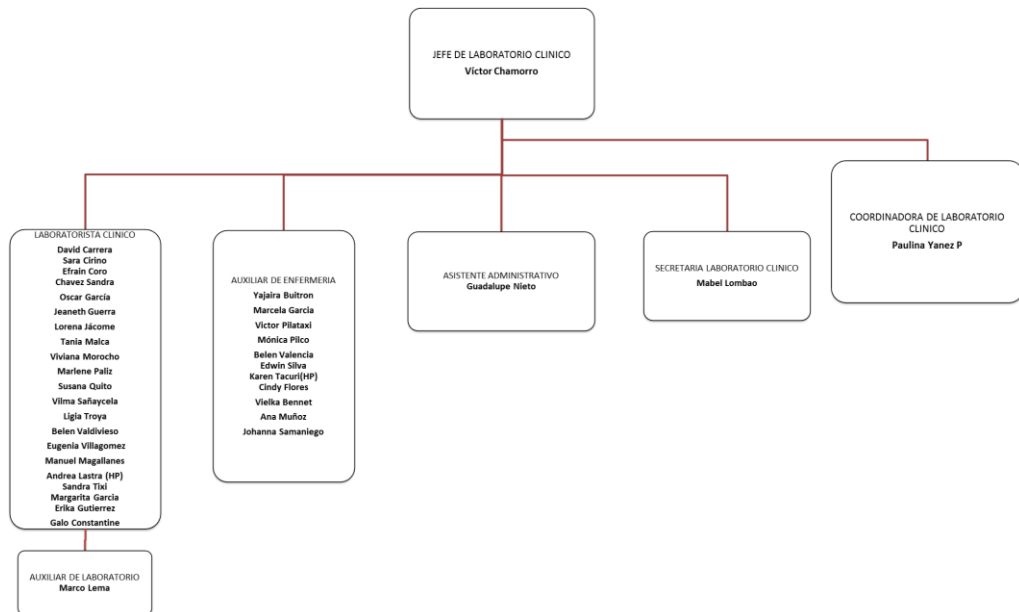 JEFE DE LABORATORIO CLINICO
Víctor Chamorro
COORDINADORA DE LABORATORIO
CLINICO
Paulina Yanez P
LABORATORISTA CLINICO
David Carrera
Sara Cirino
Efrain Coro
Chavez Sandra
Oscar García
Jeaneth Guerra
Lorena Jácome
Tania Malca
Viviana Morocho
Marlene Paliz
Susana Quito
Vilma Sañaycela
Ligia Troya
Belen Valdivieso
Eugenia Villagomez
Manuel Magallanes
Andrea Lastra (HP)
Sandra Tixi
Margarita Garcia
Erika Gutierrez
Galo Constantine
AUXILIAR DE ENFERMERIA
Yajaira Buitron
Marcela Garcia
Victor Pilataxi
Mónica Pilco
Belen Valencia
Edwin Silva
Karen Tacuri(HP)
Cindy Flores
Vielka Bennet
Ana Muñoz
Johanna Samaniego
ASISTENTE ADMINISTRATIVO
Guadalupe Nieto
SECRETARIA LABORATORIO CLINICO
Mabel Lombao
AUXILIAR DE LABORATORIO
Marco Lema